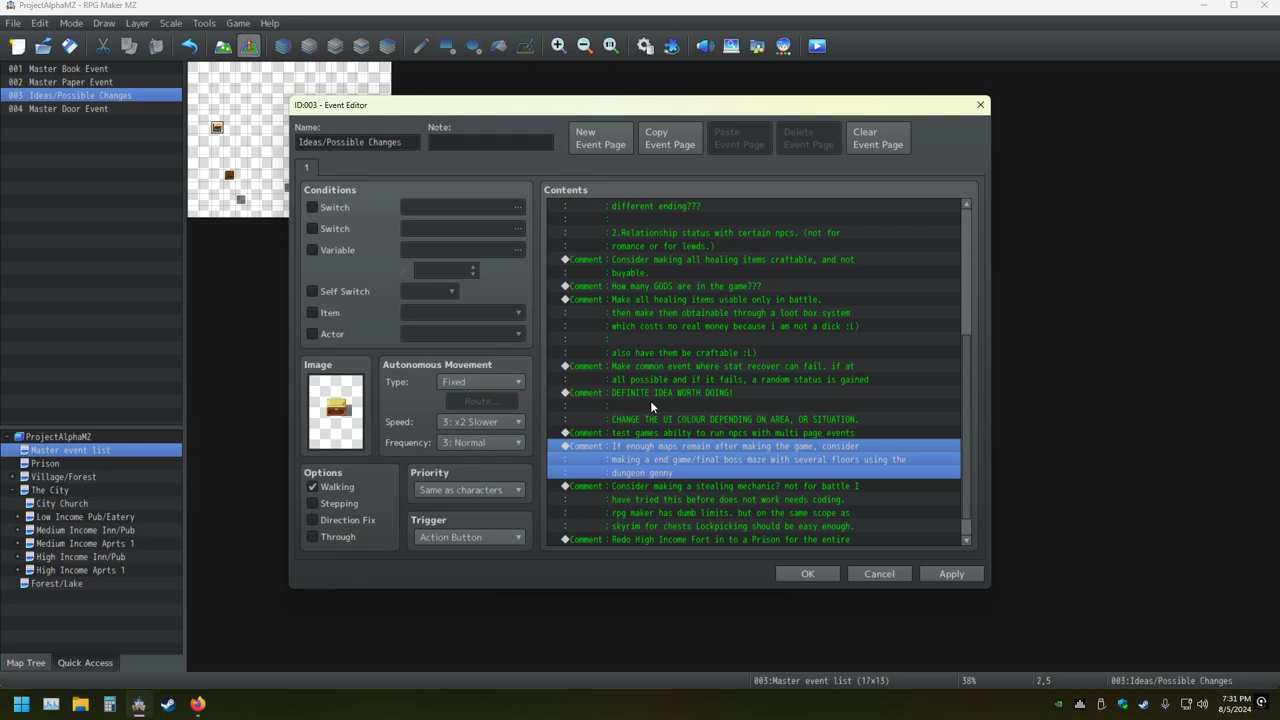 ProjectAlphaMZ - RPG Maker MZ
File Edit Mode Draw Layer Scale Tools Game Help
001 Master Book Event
002 Master Paper Event
003 Ideas/Possible Changes
004 Master Door Event
ID:003 - Event Editor
Name:
Note:
Ideas/Possible Changes
New
Event Page
Copy
Event Page
Paste
Event Page
Delete
Event Page
Clear
Event Page
1
Conditions
Switch
Switch
Variable
Self Switch
Item
Actor
Image
Autonomous Movement
Type: Fixed
Route...
Speed: 3: x2 Slower
Frequency: 3: Normal
Options
Walking
Stepping
Direction Fix
Through
Priority
Same as characters
Trigger
Action Button
Contents
: : different ending???
: :
: : 2.Relationship status with certain npcs. (not for
: : romance or for lewds.)
◆Comment : Consider making all healing items craftable, and not
: : buyable.
◆Comment : How many GODS are in the game???
◆Comment : Make all healing items usable only in battle.
: : then make them obtainable through a loot box system
: : which costs no real money because i am not a dick :L)
: :
: : also have them be craftable :L)
◆Comment : Make common event where stat recover can fail. if at
: : all possible and if it fails, a random status is gained
◆Comment : DEFINITE IDEA WORTH DOING!
: :
: : CHANGE THE UI COLOUR DEPENDING ON AREA, OR SITUATION.
◆Comment : test games abilty to run npcs with multi page events
◆Comment : If enough maps remain after making the game, consider
: : making a end game/final boss maze with several floors using the
: : dungeon genny
◆Comment : Consider making a stealing mechanic? not for battle I
: : have tried this before does not work needs coding.
: : rpg maker has dumb limits. but on the same scope as
: : skyrim for chests Lockpicking should be easy enough.
◆Comment : Redo High Income Fort in to a Prison for the entire
OK
Cancel
Apply
ProjectAlphaMZ
Master event list
Prison
Village/Forest
The City
City Church
Low Income Pub/Eatery
Medium Income Inn/Pub
Medium Income Aprts 1
High Income Inn/Pub
High Income Aprts 1
Forest/Lake
Map Tree
Quick Access
003:Master event list (17x13)
38%
2,5
003:Ideas/Possible Changes
7:31 PM
8/5/2024